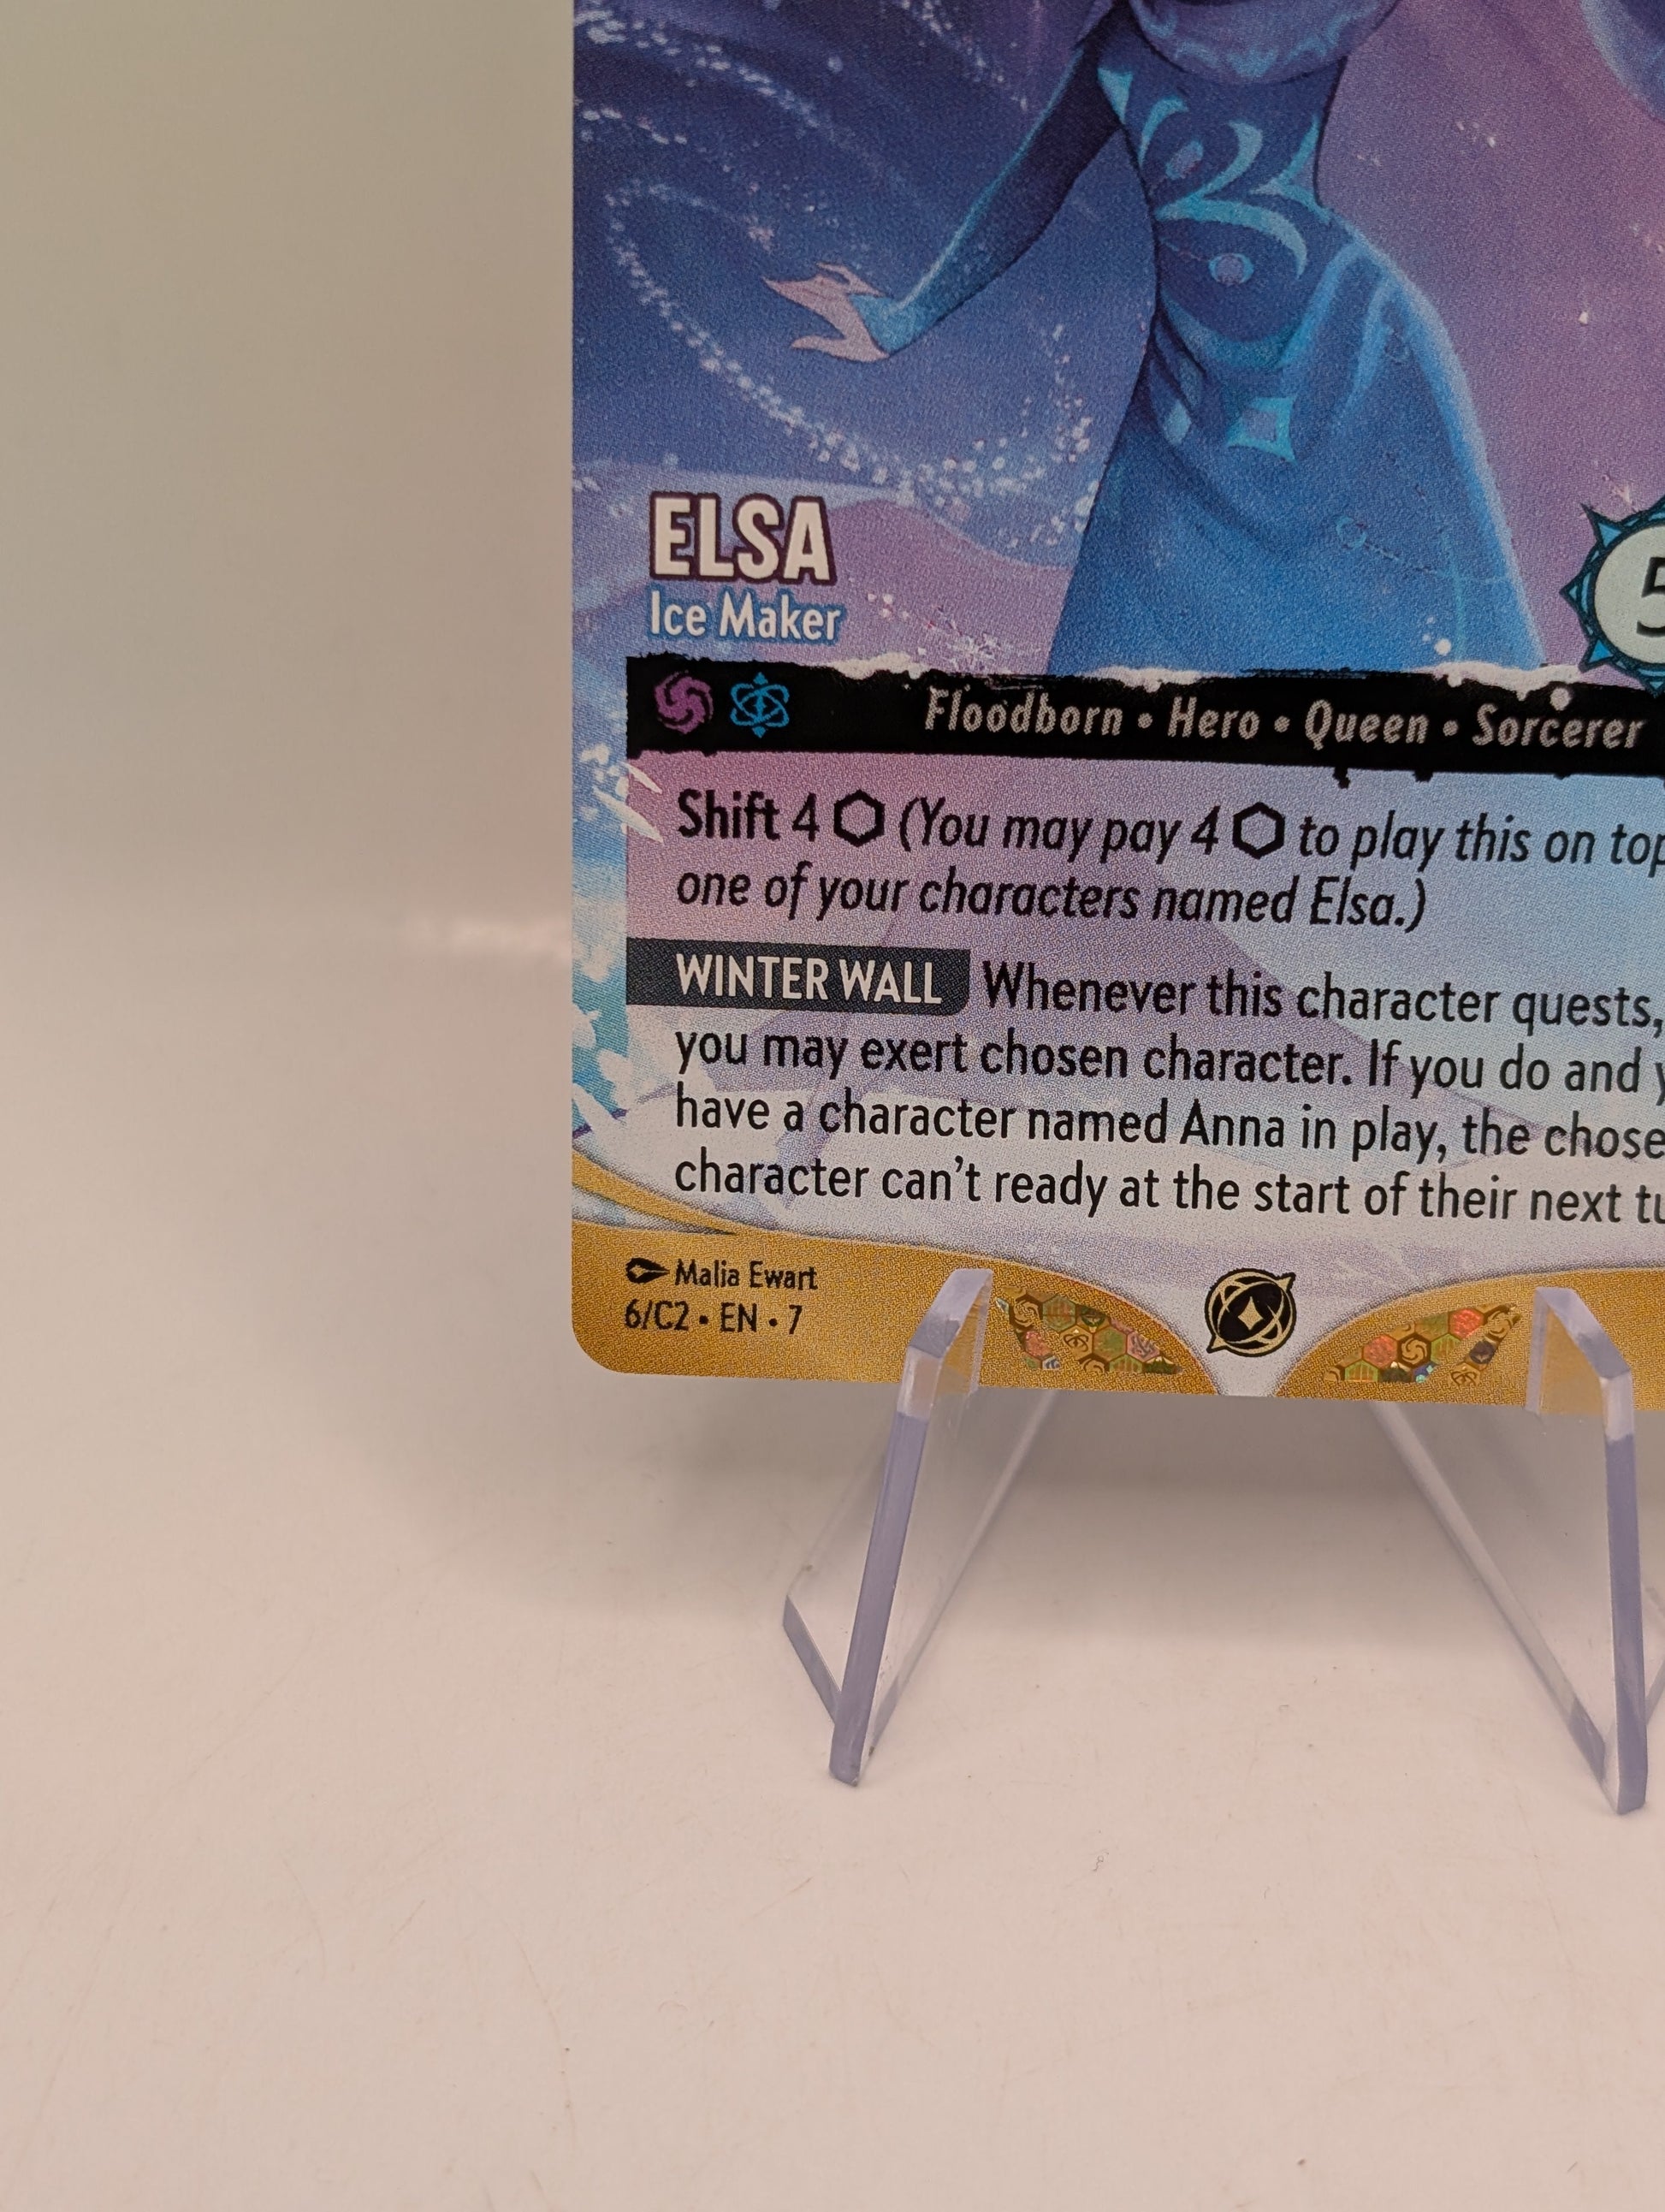 ELSA
Ice Maker
5
Floodborn • Hero • Queen • Sorcerer
Shift 4 ⬡ (You may pay 4 ⬡ to play this on top
one of your characters named Elsa.)
WINTER WALL Whenever this character quests,
you may exert chosen character. If you do and
have a character named Anna in play, the chose
character can't ready at the start of their next
Malia Ewart
6/C2 • EN • 7